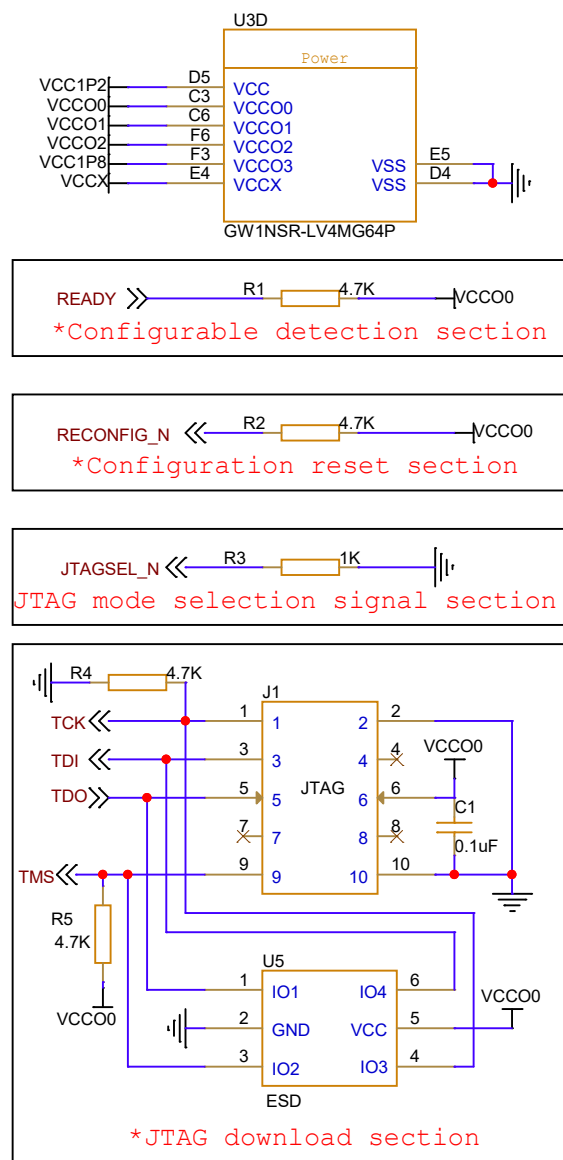 U3D
Power
VCC1P2 D5 VCC
VCCO0 C3 VCCO0
VCCO1 C6 VCCO1
VCCO2 F6 VCCO2
VCC1P8 F3 VCCO3 VSS E5
VCCX E4 VCCX VSS D4
GW1NSR-LV4MG64P
READY R1 4.7K VCCO0
*Configurable detection section
RECONFIG_N R2 4.7K VCCO0
*Configuration reset section
JTAGSEL_N R3 1K
JTAG mode selection signal section
R4 4.7K
J1
TCK 1 1 2 2
TDI 3 3 4 4 VCCO0
TDO 5 5 JTAG 6 6 C1
7 7 8 8 0.1uF
TMS 9 9 10 10
R5
4.7K
U5
VCCO0 1 IO1 IO4 6 VCCO0
2 GND VCC 5
3 IO2 IO3 4
ESD
*JTAG download section